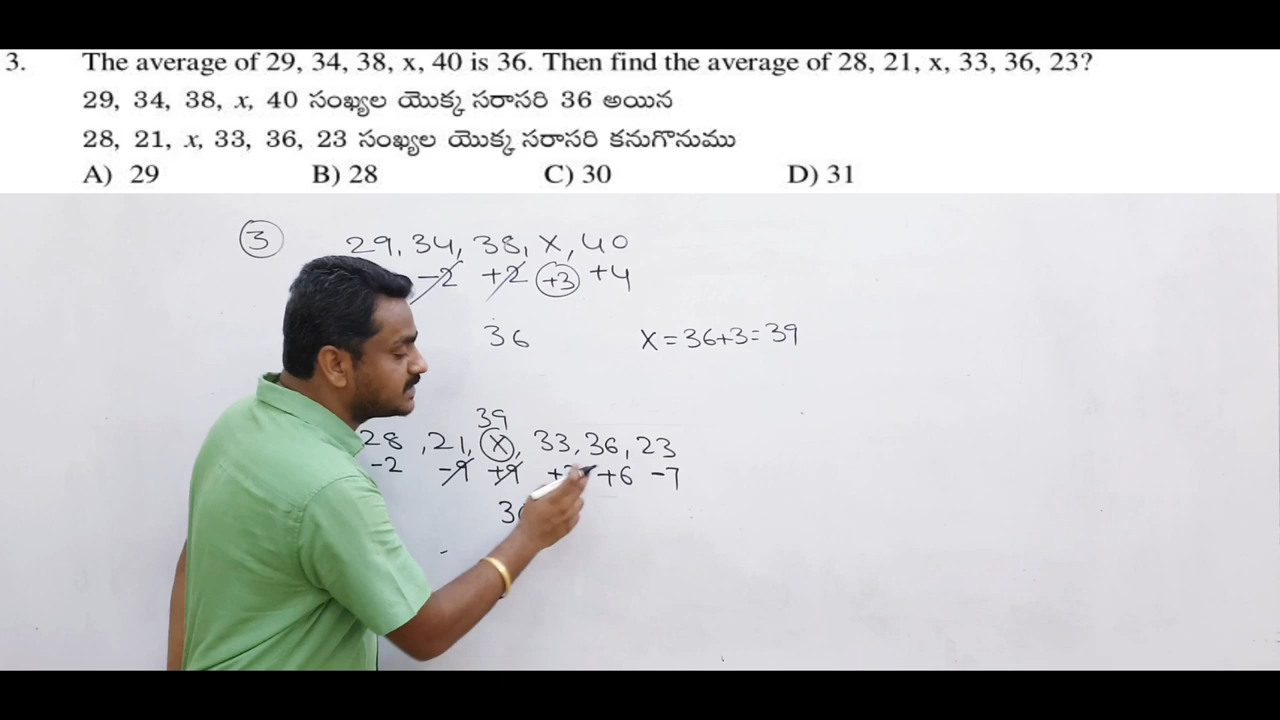 3. The average of 29, 34, 38, x, 40 is 36. Then find the average of 28, 21, x, 33, 36, 23?
29, 34, 38, x, 40 సంఖ్యల యొక్క సరాసరి 36 అయిన
28, 21, x, 33, 36, 23 సంఖ్యల యొక్క సరాసరి కనుగొనుము
A) 29 B) 28 C) 30 D) 31
3 29, 34, 38, x, 40
-2 +2 +3 +4
36 x = 36+3 = 39
39
28, 21, x, 33, 36, 23
-2 -9 +9 +6 -7